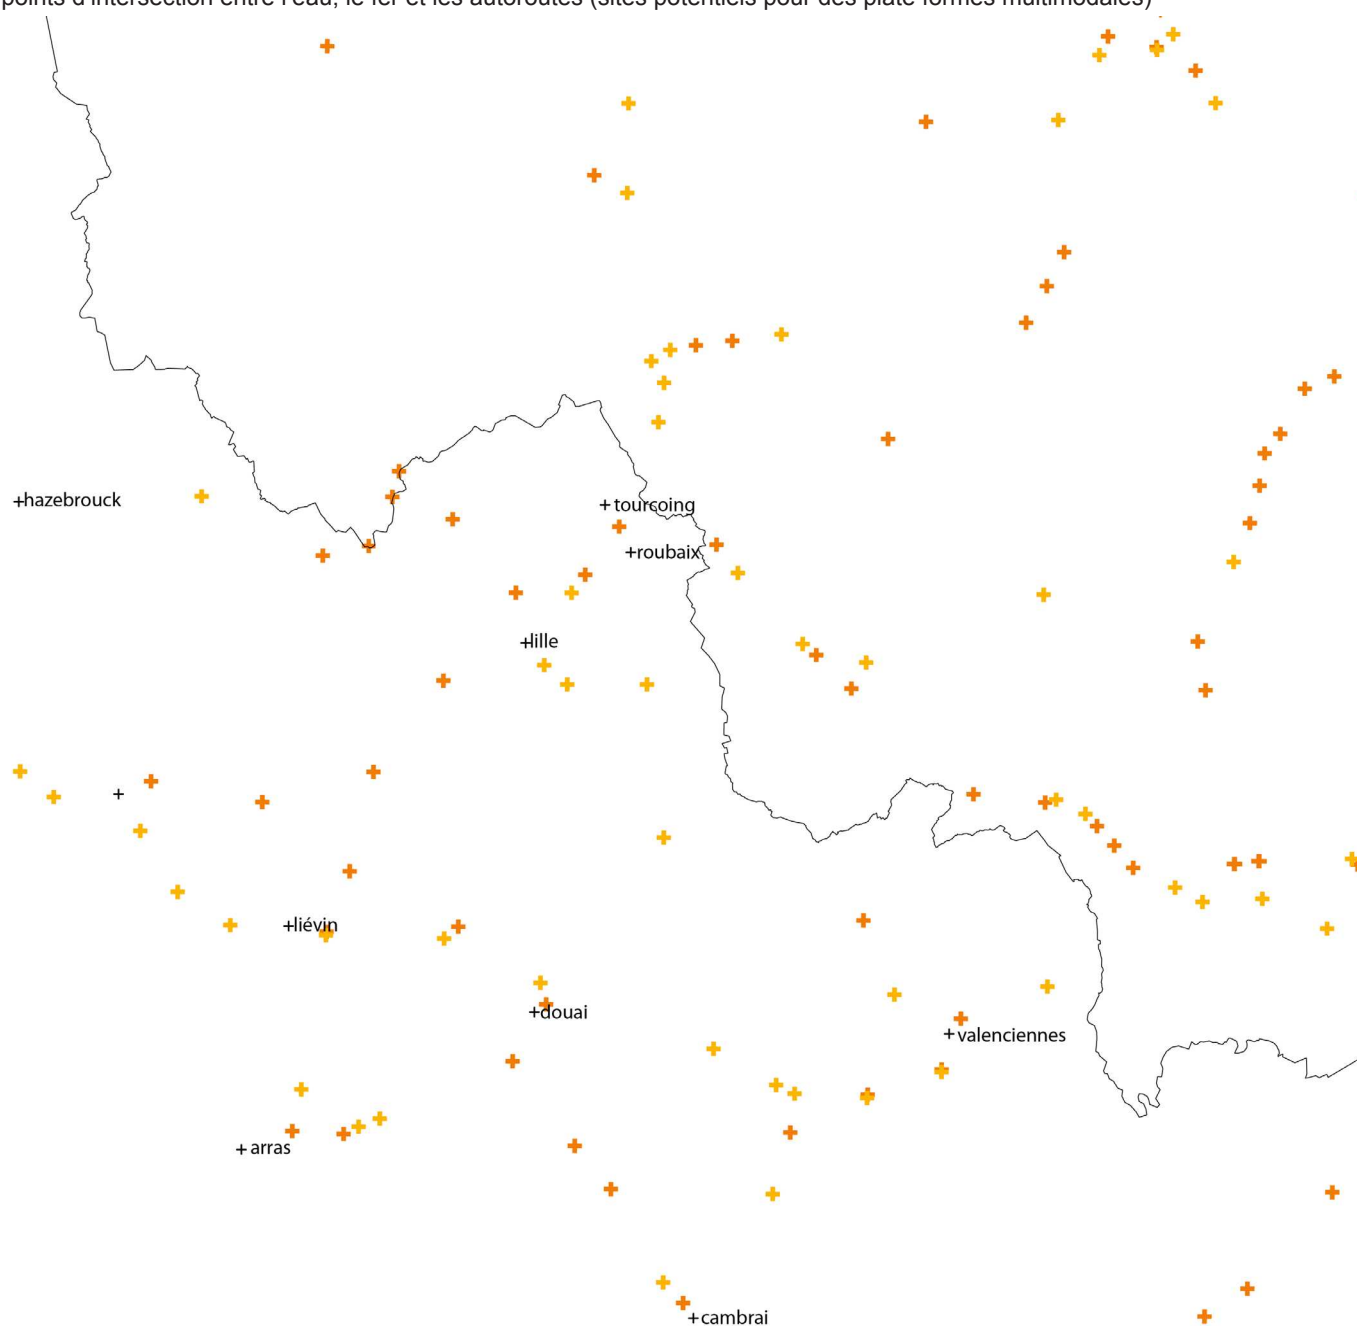 points d'intersection entre l'eau, le fer et les autoroutes (sites potentiels pour des plate formes multimodales)
hazebrouck
tourcoing
roubaix
lille
liévin
douai
valenciennes
arras
cambrai